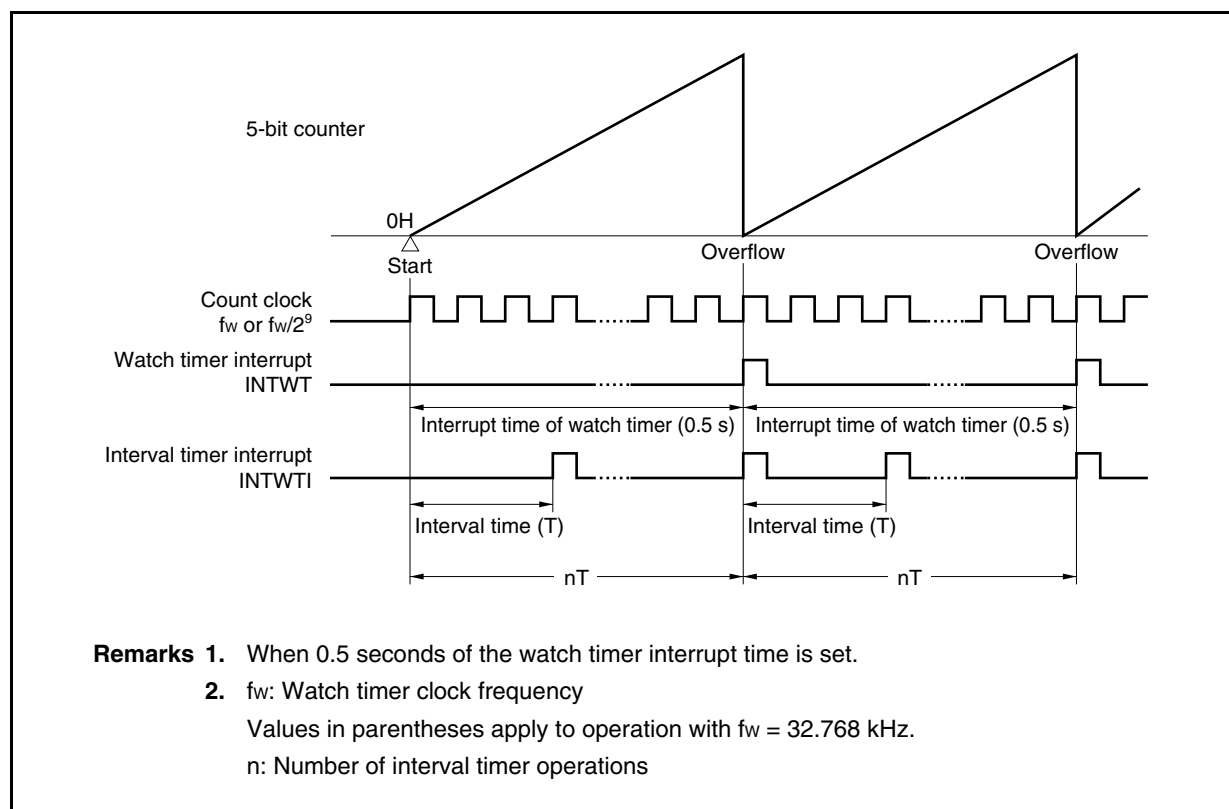 5-bit counter
0H
Start
Overflow
Overflow
Count clock
fW or fW/2⁹
Watch timer interrupt
INTWT
Interrupt time of watch timer (0.5 s)
Interrupt time of watch timer (0.5 s)
Interval timer interrupt
INTWTI
Interval time (T)
Interval time (T)
nT
nT
Remarks 1. When 0.5 seconds of the watch timer interrupt time is set.
2. fW: Watch timer clock frequency
Values in parentheses apply to operation with fW = 32.768 kHz.
n: Number of interval timer operations